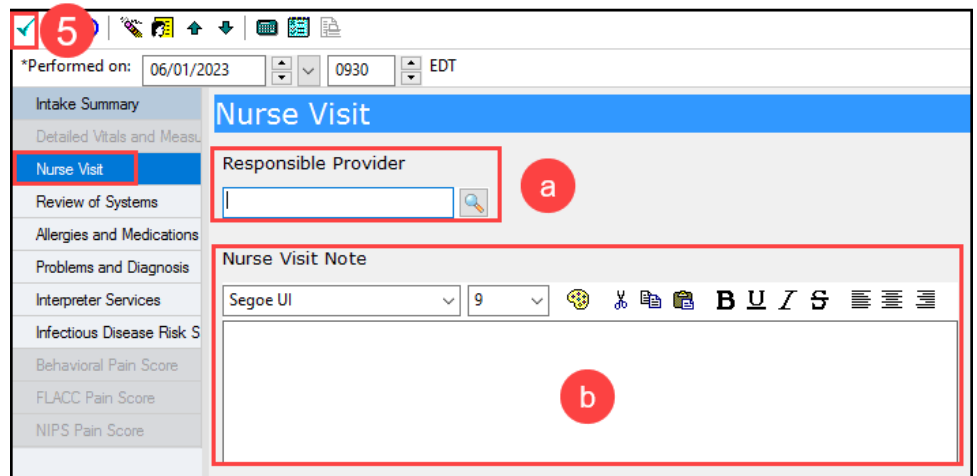 5
*Performed on: 06/01/2023 0930 EDT
Intake Summary
Detailed Vitals and Measu
Nurse Visit
Review of Systems
Allergies and Medications
Problems and Diagnosis
Interpreter Services
Infectious Disease Risk S
Behavioral Pain Score
FLACC Pain Score
NIPS Pain Score
Nurse Visit
Responsible Provider
a
Nurse Visit Note
Segoe UI 9 B U I S
b